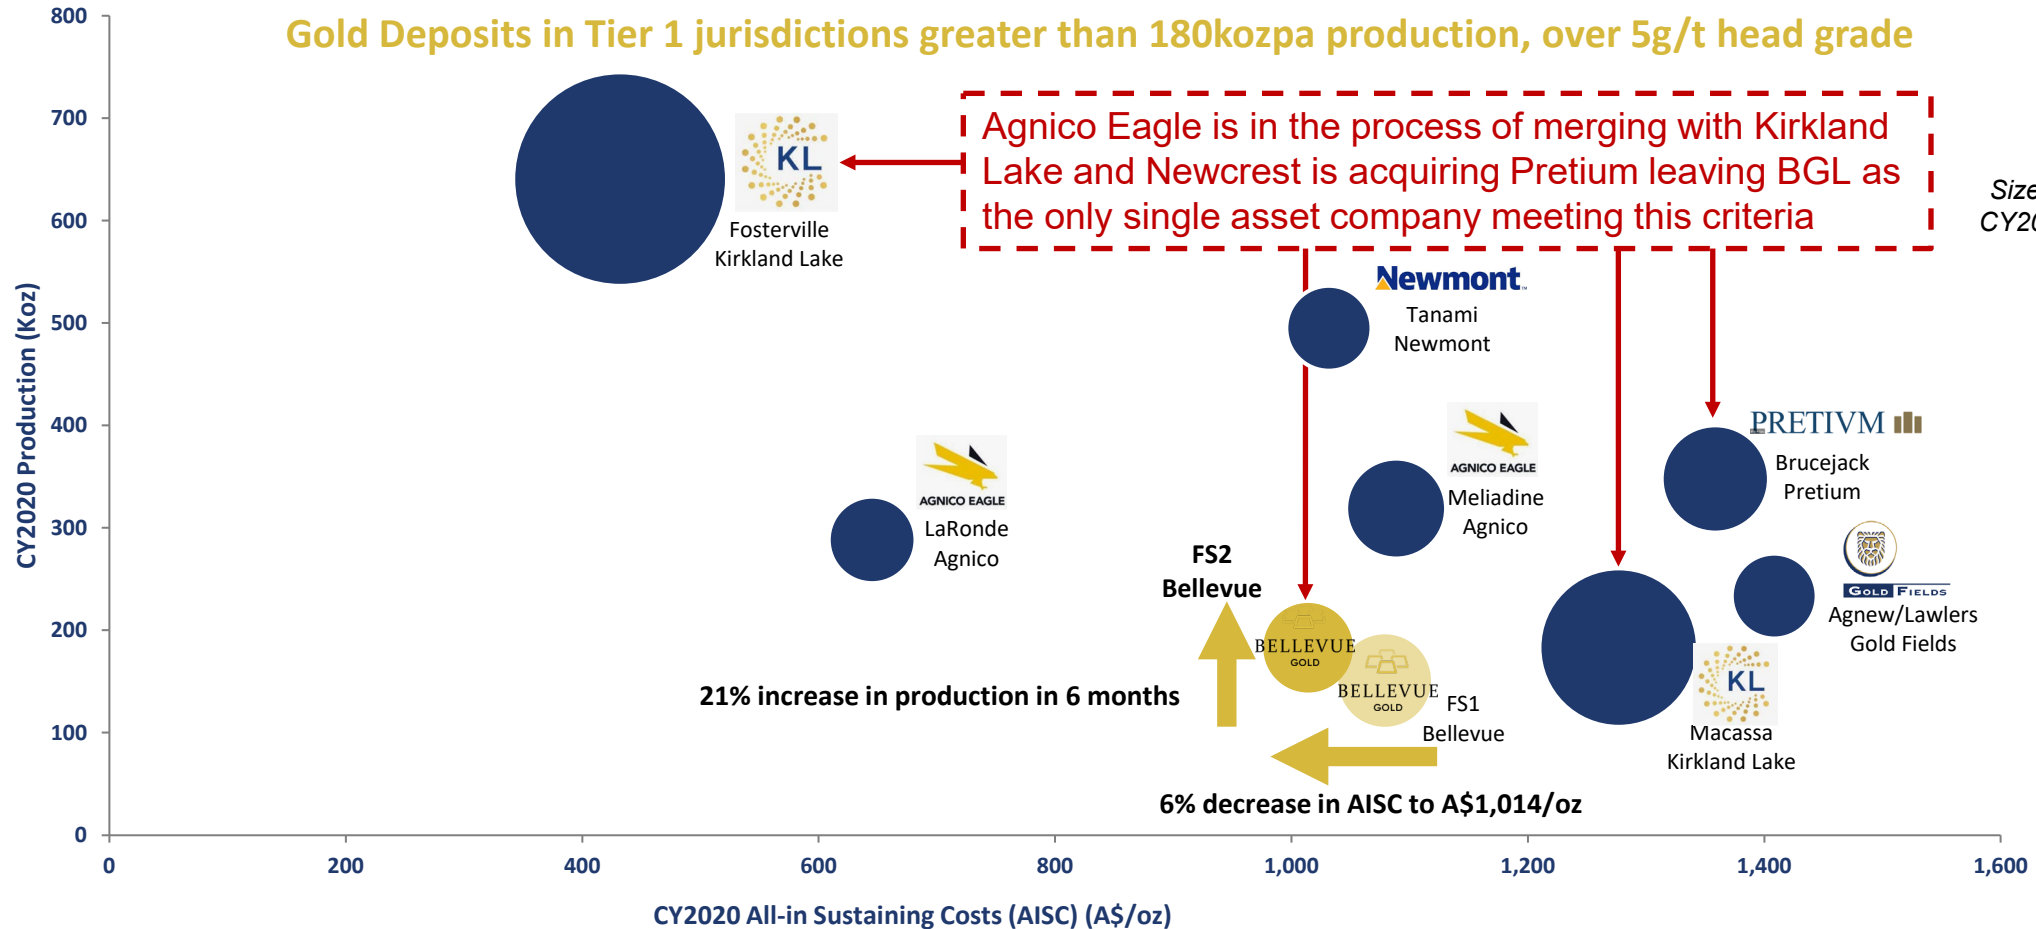 Gold Deposits in Tier 1 jurisdictions greater than 180kozpa production, over 5g/t head grade
Agnico Eagle is in the process of merging with Kirkland
Lake and Newcrest is acquiring Pretium leaving BGL as
the only single asset company meeting this criteria
Size
CY20
CY2020 Production (Koz)
800
700
600
500
400
300
200
100
0
KL
Fosterville
Kirkland Lake
Newmont
Tanami
Newmont
AGNICO EAGLE
LaRonde
Agnico
AGNICO EAGLE
Meliadine
Agnico
PRETIVM
Brucejack
Pretium
GOLD FIELDS
Agnew/Lawlers
Gold Fields
FS2
Bellevue
BELLEVUE
GOLD
BELLEVUE
GOLD
FS1
Bellevue
KL
Macassa
Kirkland Lake
21% increase in production in 6 months
6% decrease in AISC to A$1,014/oz
0
200
400
600
800
1,000
1,200
1,400
1,600
CY2020 All-in Sustaining Costs (AISC) (A$/oz)